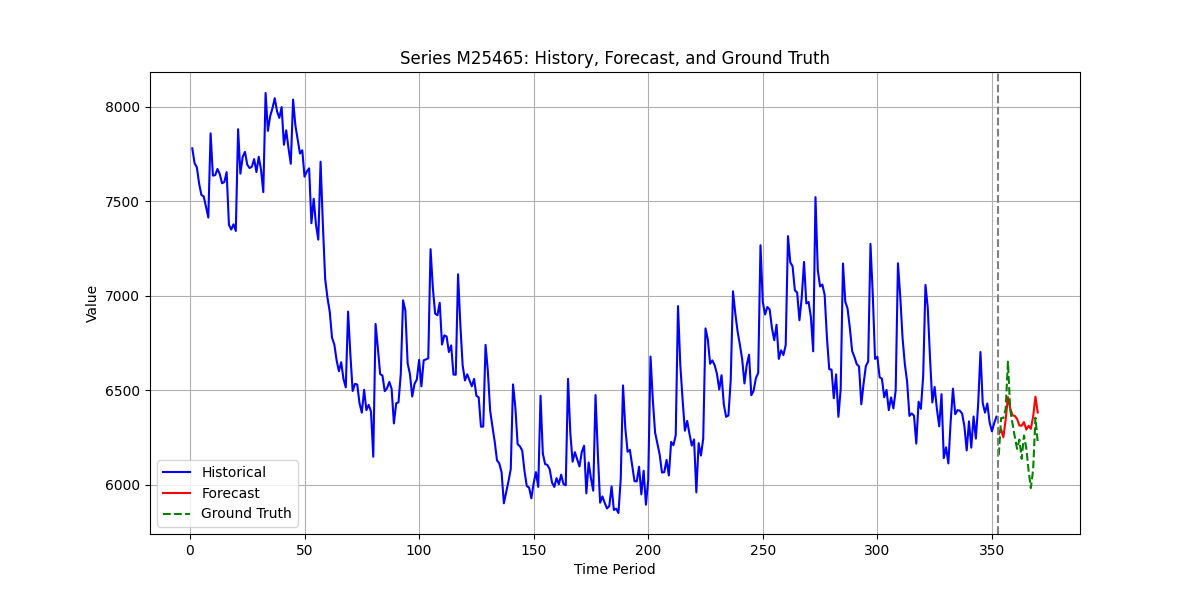 Series M25465: History, Forecast, and Ground Truth
Value
8000
7500
7000
6500
6000
Historical
Forecast
Ground Truth
0 50 100 150 200 250 300 350
Time Period